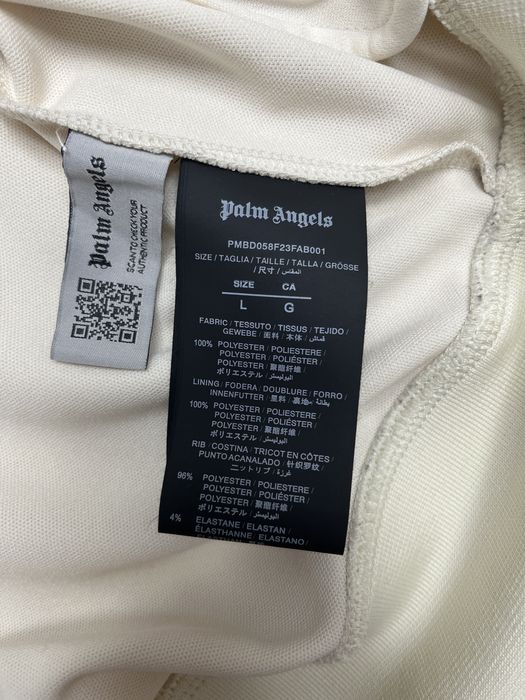 Palm Angels
SCAN TO CHECK YOUR
AUTHENTIC PRODUCT
Palm Angels
PMBD058F23FAB001
SIZE / TAGLIA / TAILLE / TALLA / GRÖSSE
/ 尺寸 / المقاس
SIZE CA
L G
FABRIC / TESSUTO / TISSUS / TEJIDO /
GEWEBE / 面料 / 本体 / قماش
100% POLYESTER / POLIESTERE /
POLYESTER / POLIÉSTER /
POLYESTER / 聚酯纤维 /
ポリエステル / البوليستر
LINING / FODERA / DOUBLURE / FORRO /
INNENFUTTER / 里料 / 裏地 / بطانة
100% POLYESTER / POLIESTERE /
POLYESTER / POLIÉSTER /
POLYESTER / 聚酯纤维 /
ポリエステル / البوليستر
RIB / COSTINA / TRICOT EN CÔTES /
PUNTO ACANALADO / 针织罗纹 /
ニットリブ / غرزة
96% POLYESTER / POLIESTERE /
POLYESTER / POLIÉSTER /
POLYESTER / 聚酯纤维 /
ポリエステル / البوليستر
4% ELASTANE / ELASTAN /
ÉLASTHANNE / ELASTANO /